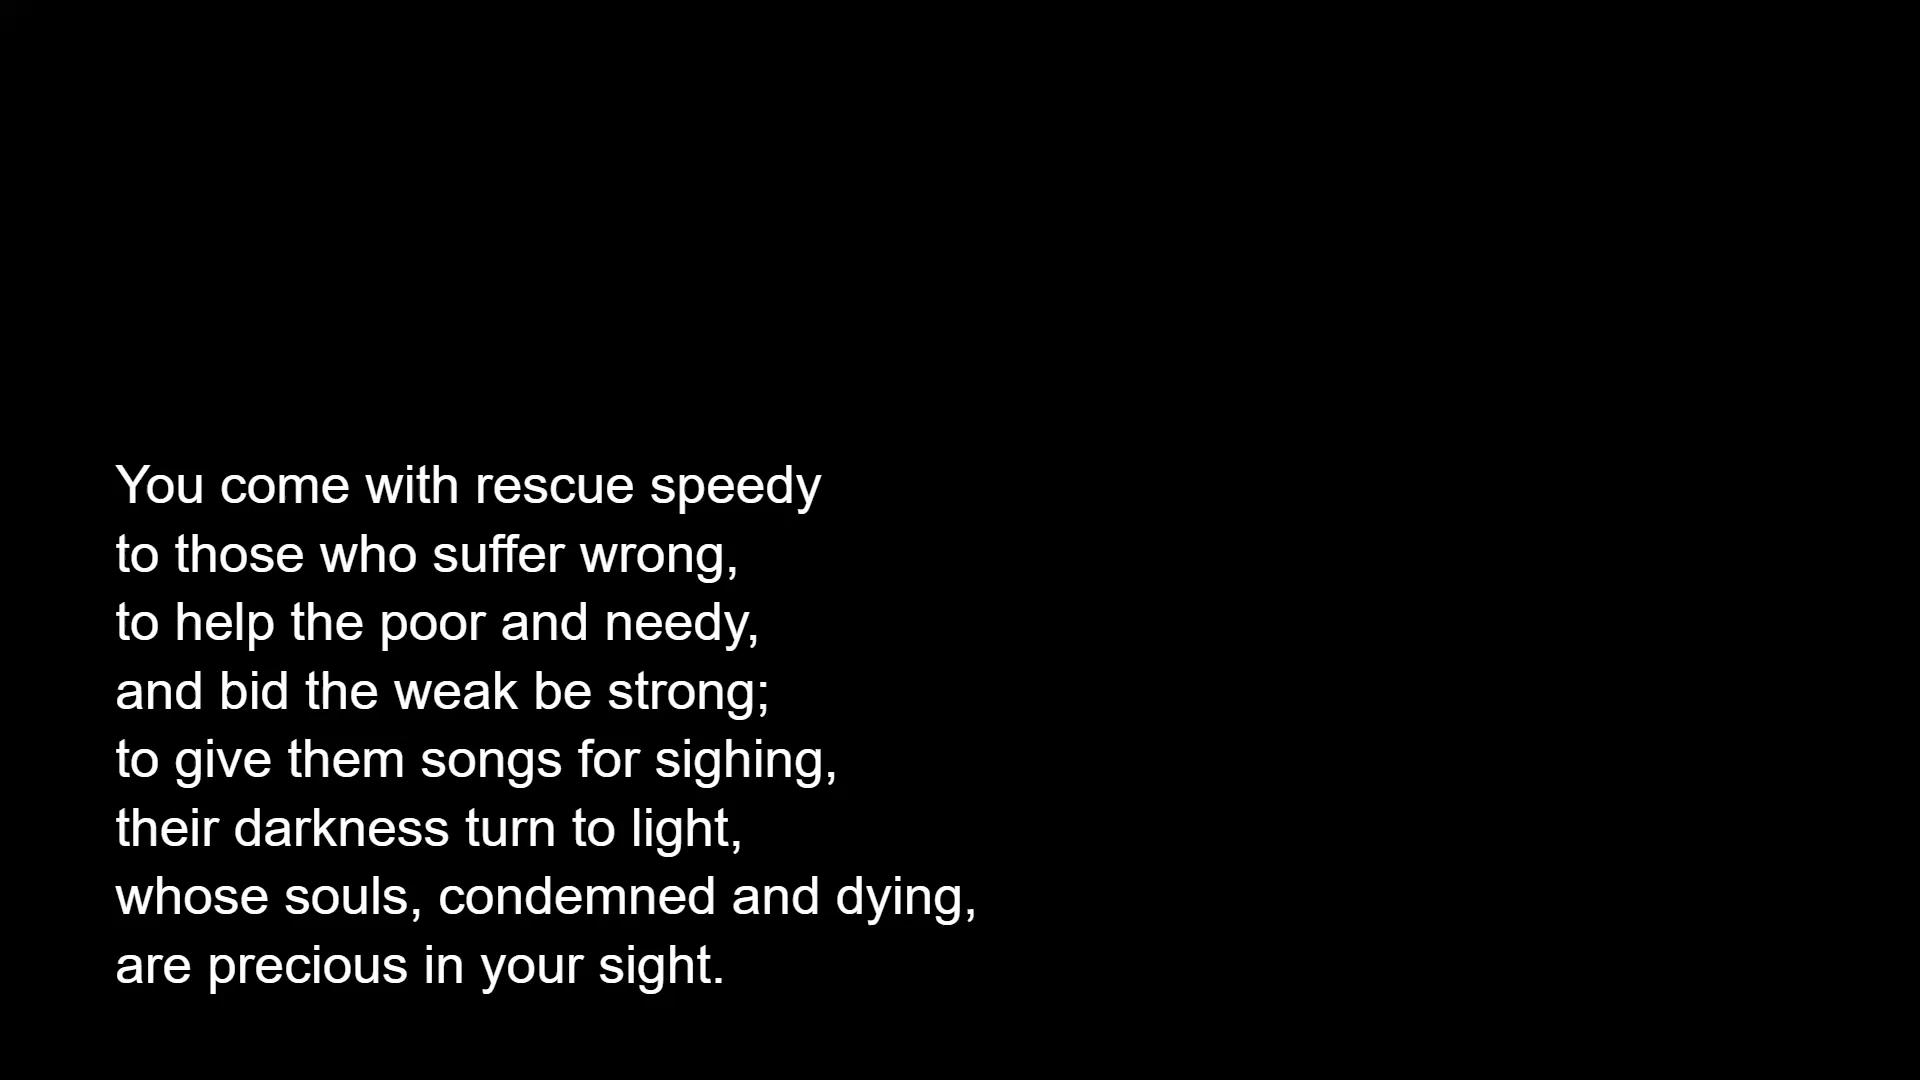 You come with rescue speedy
to those who suffer wrong,
to help the poor and needy,
and bid the weak be strong;
to give them songs for sighing,
their darkness turn to light,
whose souls, condemned and dying,
are precious in your sight.